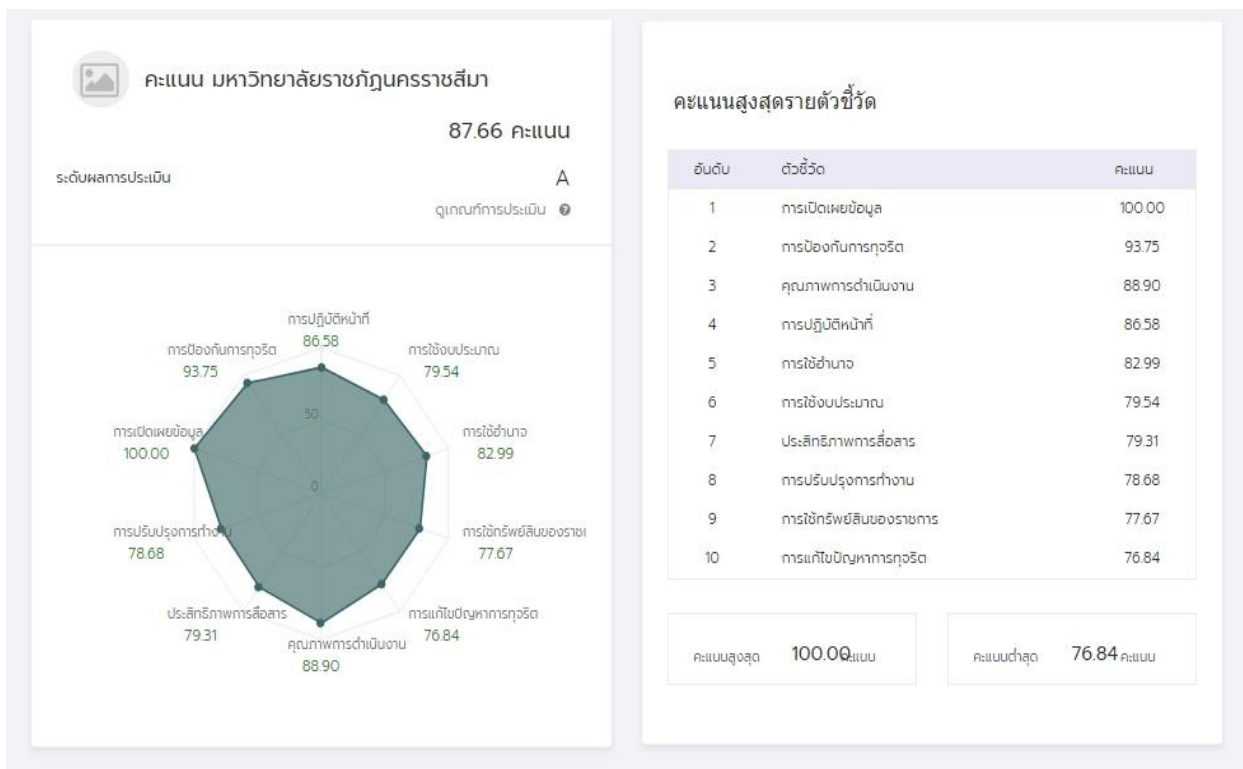 คะแนน มหาวิทยาลัยราชภัฏนครราชสีมา
87.66 คะแนน
ระดับผลการประเมิน A
ดูเกณฑ์การประเมิน
การปฏิบัติหน้าที่
86.58
การป้องกันการทุจริต
93.75
การใช้งบประมาณ
79.54
50
การเปิดเผยข้อมูล
100.00
การใช้อำนาจ
82.99
0
การปรับปรุงการทำงาน
78.68
การใช้ทรัพย์สินของราช
77.67
ประสิทธิภาพการสื่อสาร
79.31
การแก้ไขปัญหาการทุจริต
76.84
คุณภาพการดำเนินงาน
88.90
คะแนนสูงสุดรายตัวชี้วัด
อันดับ ตัวชี้วัด คะแนน
1 การเปิดเผยข้อมูล 100.00
2 การป้องกันการทุจริต 93.75
3 คุณภาพการดำเนินงาน 88.90
4 การปฏิบัติหน้าที่ 86.58
5 การใช้อำนาจ 82.99
6 การใช้งบประมาณ 79.54
7 ประสิทธิภาพการสื่อสาร 79.31
8 การปรับปรุงการทำงาน 78.68
9 การใช้ทรัพย์สินของราชการ 77.67
10 การแก้ไขปัญหาการทุจริต 76.84
คะแนนสูงสุด 100.00 คะแนน
คะแนนต่ำสุด 76.84 คะแนน